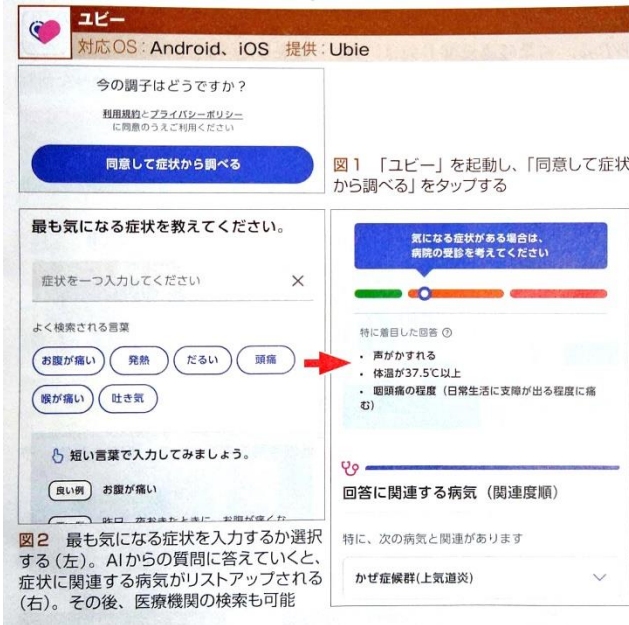 ユビー
対応OS：Android、iOS 提供：Ubie
今の調子はどうですか？
利用規約とプライバシーポリシー
に同意のうえご利用ください
同意して症状から調べる
図1 「ユビー」を起動し、「同意して症状
から調べる」をタップする
最も気になる症状を教えてください。
症状を一つ入力してください
よく検索される言葉
お腹が痛い 発熱 だるい 頭痛
喉が痛い 吐き気
短い言葉で入力してみましょう。
良い例 お腹が痛い
図2 最も気になる症状を入力するか選択
する（左）。AIからの質問に答えていくと、
症状に関連する病気がリストアップされる
（右）。その後、医療機関の検索も可能
気になる症状がある場合は、
病院の受診を考えてください
特に着目した回答
・ 声がかすれる
・ 体温が37.5℃以上
・ 咽頭痛の程度（日常生活に支障が出る程度に痛
む）
回答に関連する病気（関連度順）
特に、次の病気と関連があります
かぜ症候群(上気道炎)